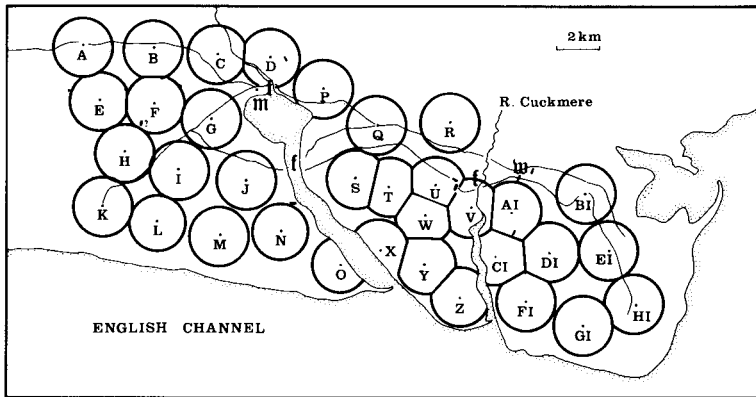 2km
R. Cuckmere
A B C D
P
E F G
Q R
H I J
S T U V AI BI
K L M N
W
O X Y CI DI EI
Z FI GI HI
f
m
f
f
ENGLISH CHANNEL